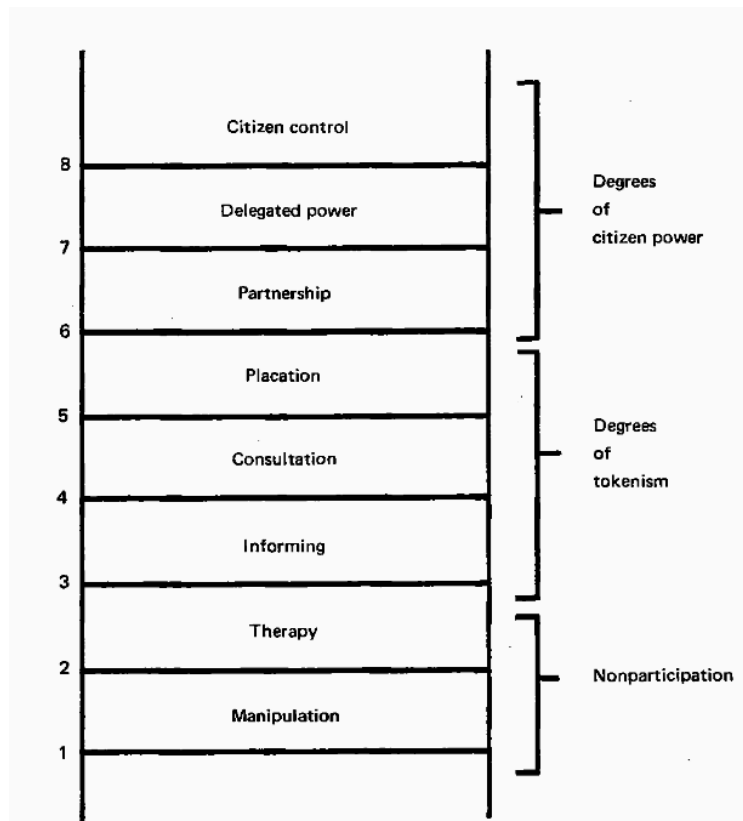 Citizen control
8
Delegated power
7
Partnership
6
Placation
5
Consultation
4
Informing
3
Therapy
2
Manipulation
1
Degrees
of
citizen power
Degrees
of
tokenism
Nonparticipation